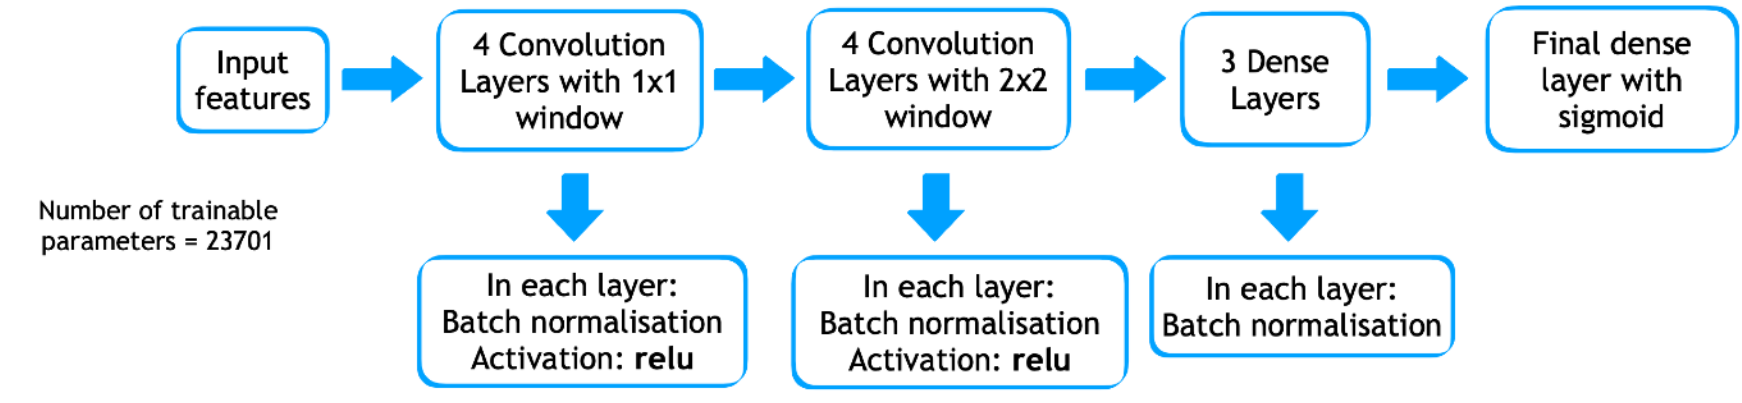 Input
features
4 Convolution
Layers with 1x1
window
4 Convolution
Layers with 2x2
window
3 Dense
Layers
Final dense
layer with
sigmoid
Number of trainable
parameters = 23701
In each layer:
Batch normalisation
Activation: relu
In each layer:
Batch normalisation
Activation: relu
In each layer:
Batch normalisation